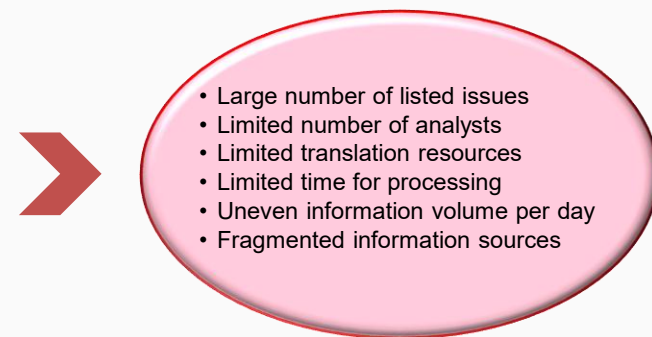 • Large number of listed issues
• Limited number of analysts
• Limited translation resources
• Limited time for processing
• Uneven information volume per day
• Fragmented information sources